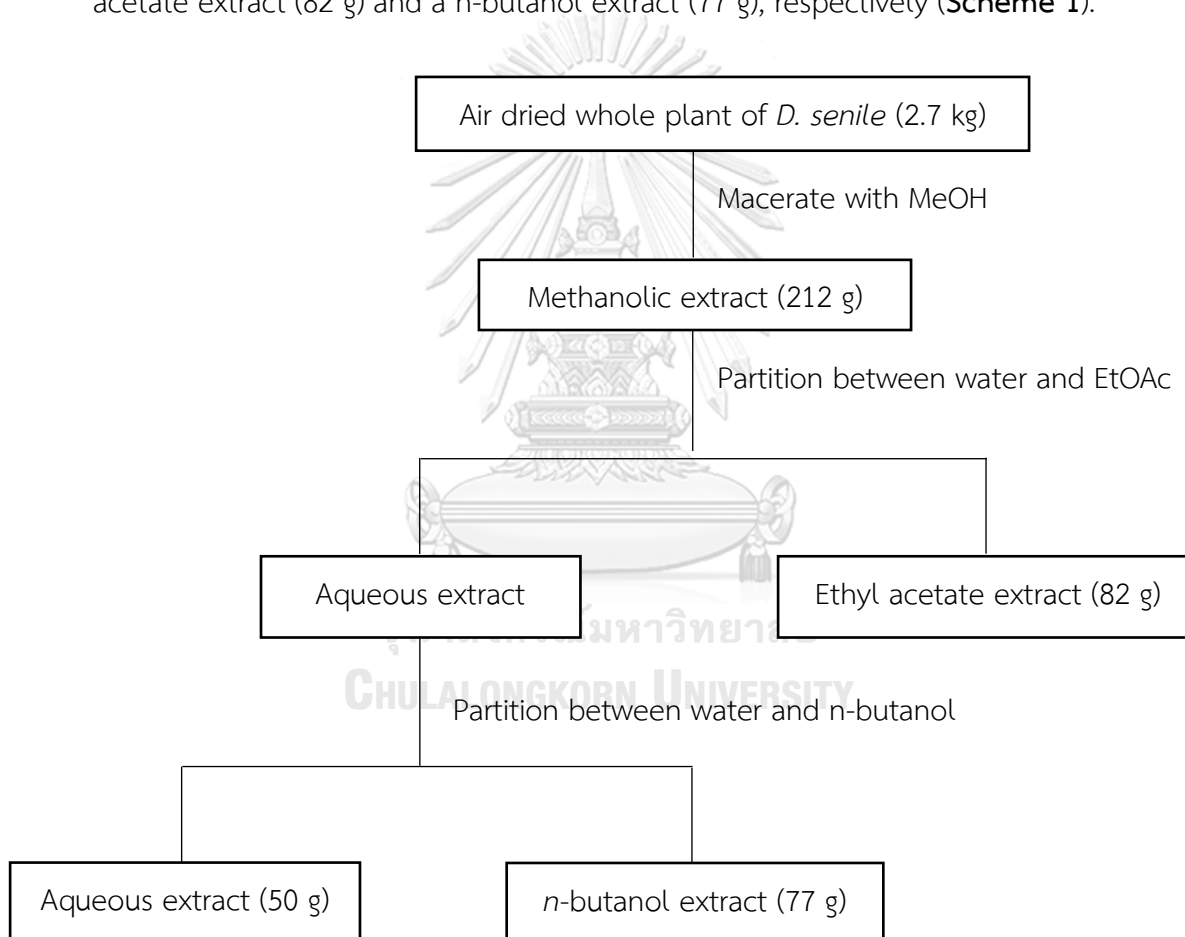 acetate extract (82 g) and a n-butanol extract (77 g), respectively (Scheme 1).
Air dried whole plant of D. senile (2.7 kg)
Macerate with MeOH
Methanolic extract (212 g)
Partition between water and EtOAc
Aqueous extract
Ethyl acetate extract (82 g)
CHULALONGKORN UNIVERSITY
Partition between water and n-butanol
Aqueous extract (50 g)
n-butanol extract (77 g)